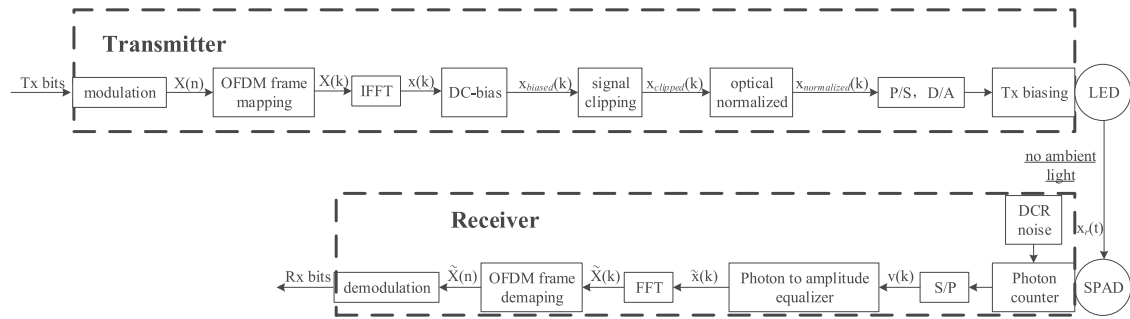 Transmitter
Tx bits
modulation
X(n)
OFDM frame
mapping
X(k)
IFFT
x(k)
DC-bias
x_biased(k)
signal
clipping
x_clipped(k)
optical
normalized
x_normalized(k)
P/S，D/A
Tx biasing
LED
no ambient
light
x_r(t)
Receiver
DCR
noise
Rx bits
demodulation
X̃(n)
OFDM frame
demaping
X̃(k)
FFT
x̃(k)
Photon to amplitude
equalizer
v(k)
S/P
Photon
counter
SPAD